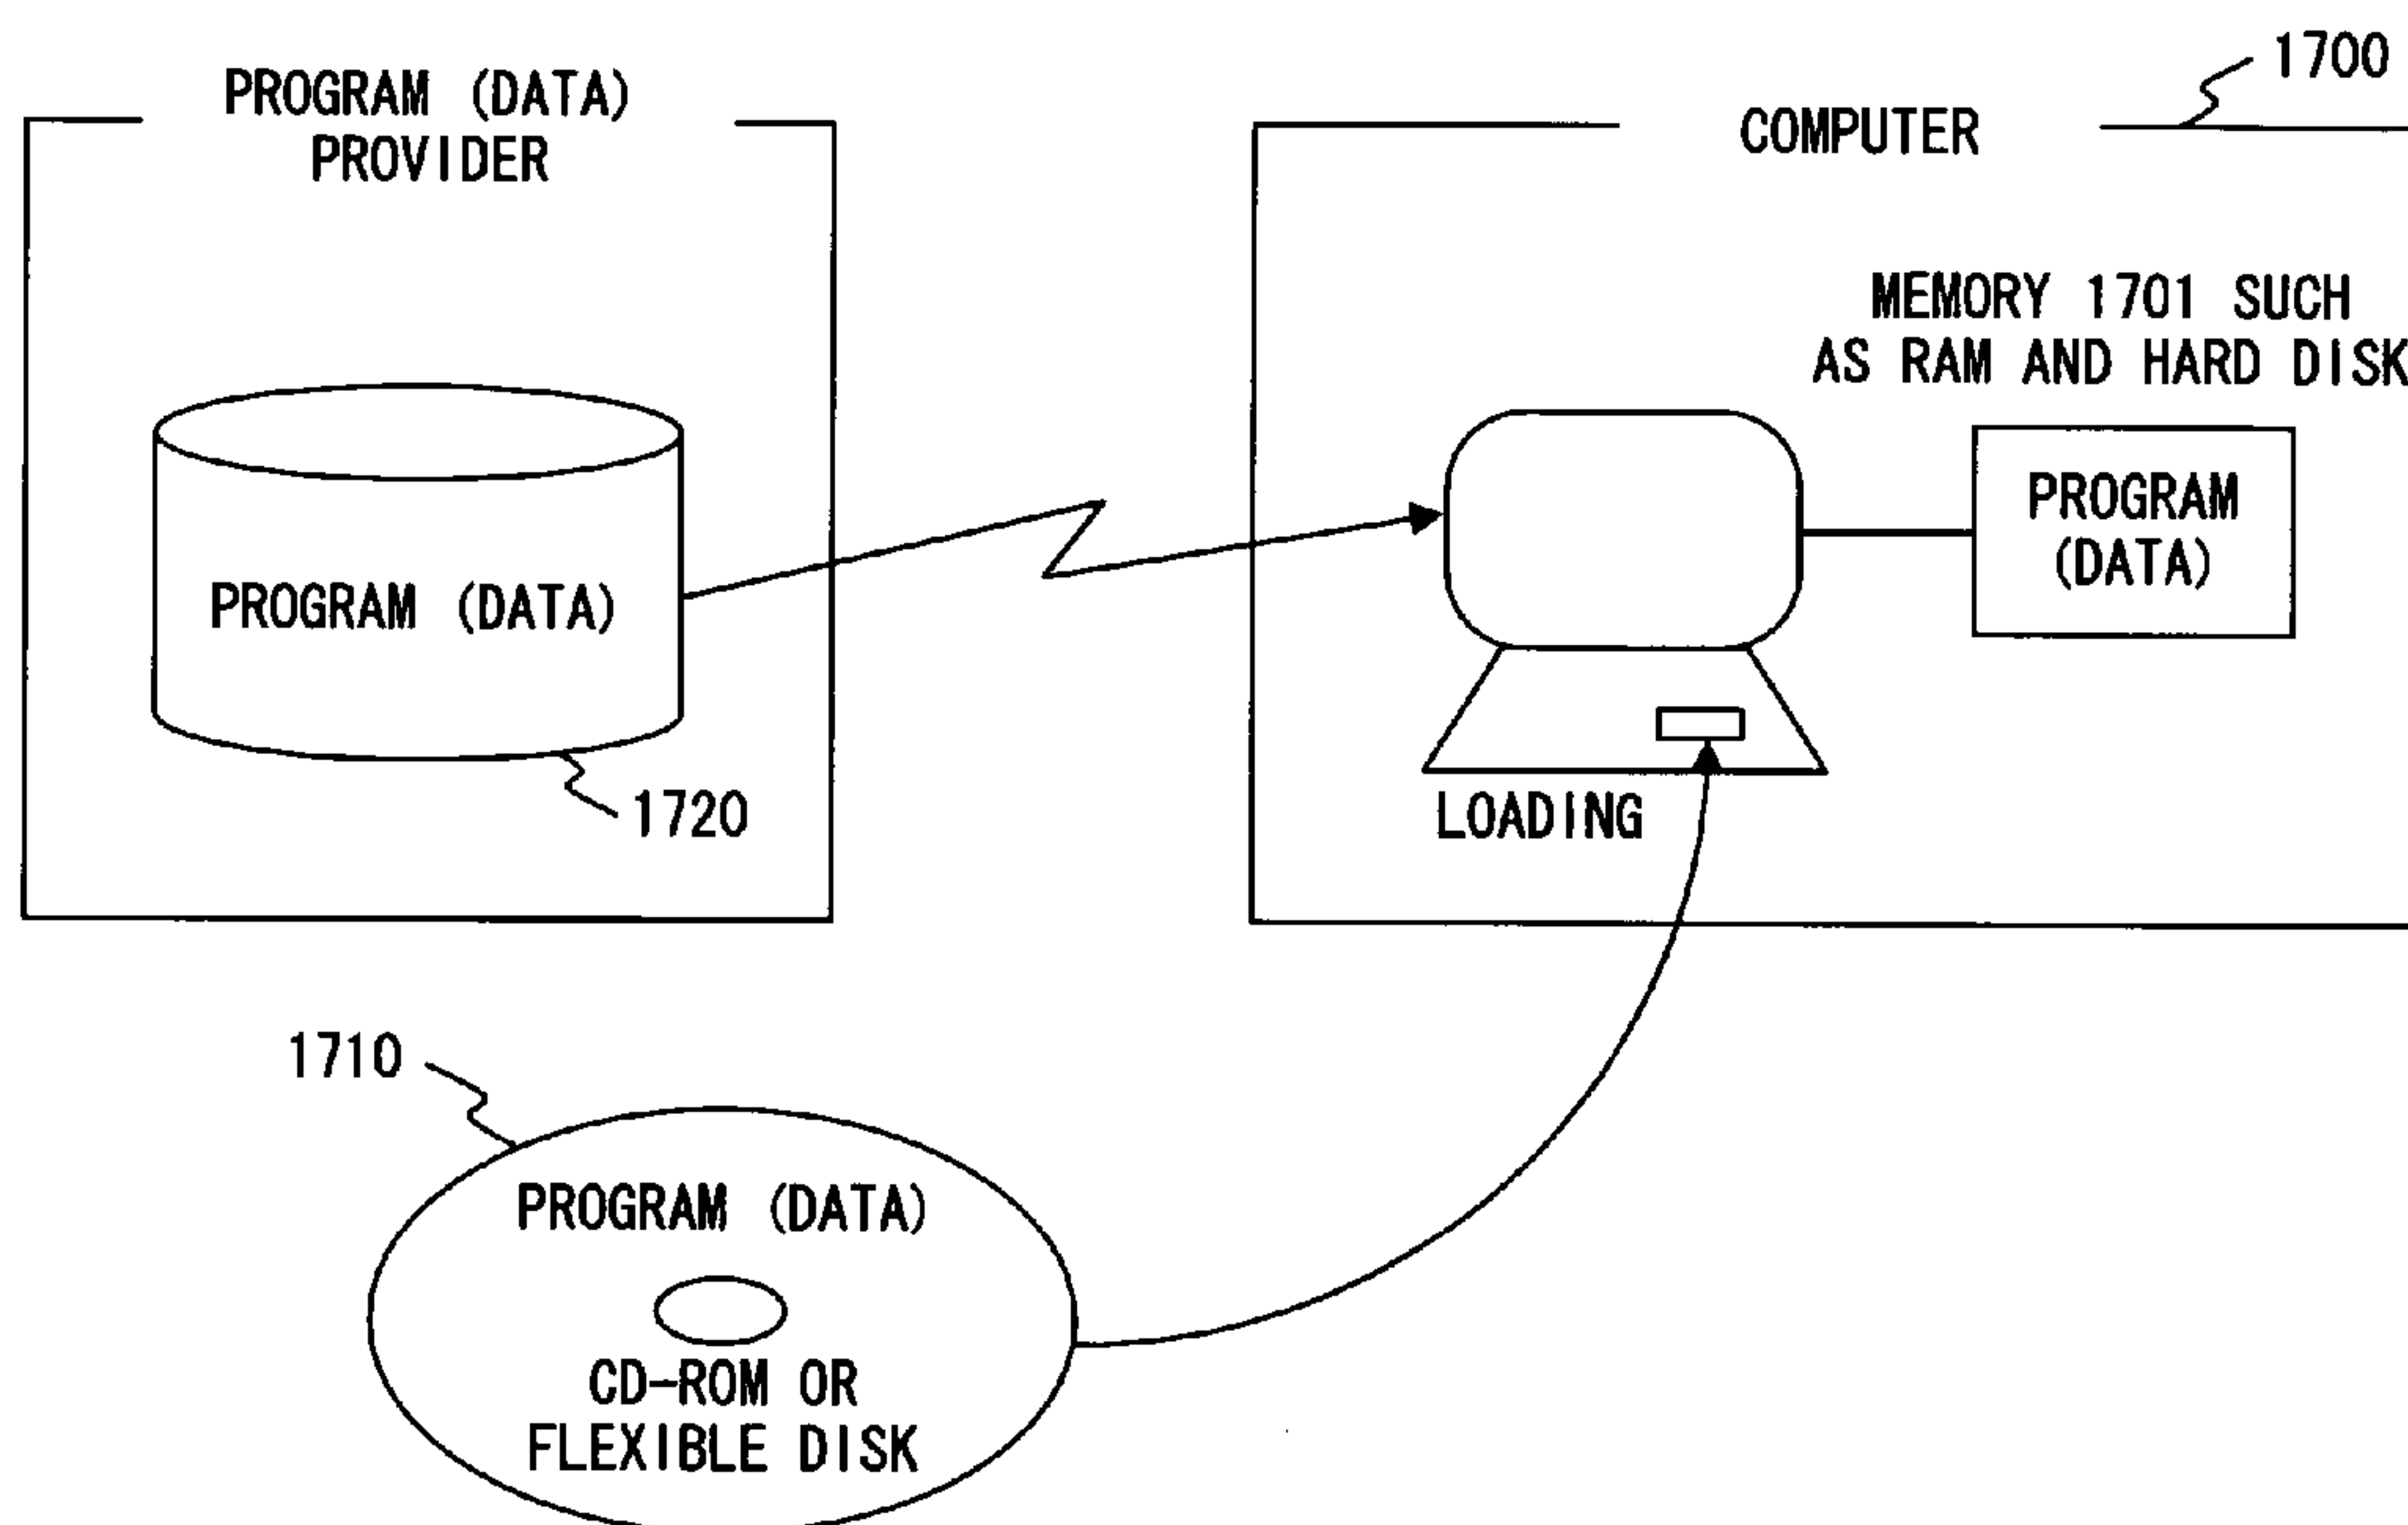 PROGRAM (DATA)
PROVIDER
1700
COMPUTER
MEMORY 1701 SUCH
AS RAM AND HARD DISK
PROGRAM
(DATA)
PROGRAM (DATA)
1720
LOADING
1710
PROGRAM (DATA)
CD-ROM OR
FLEXIBLE DISK